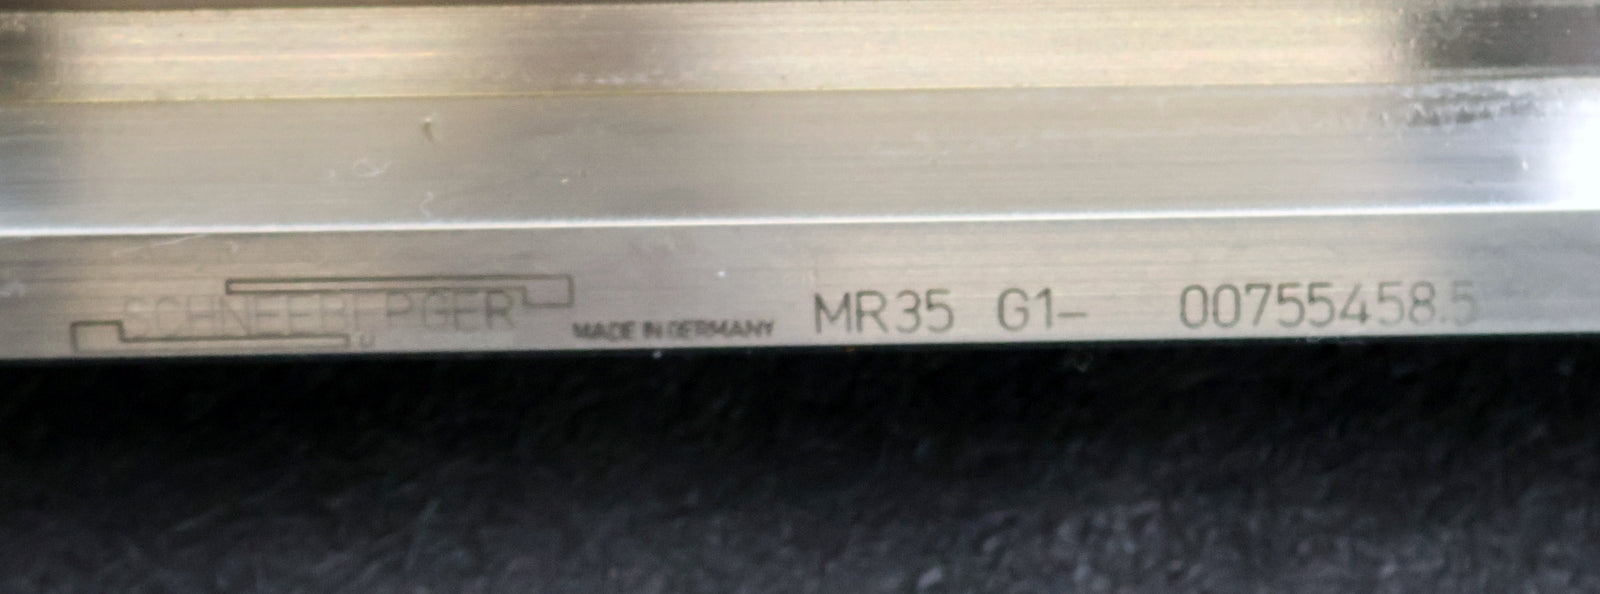 SCHNEEBERGER MADE IN GERMANY MR35 G1– 00755458.5